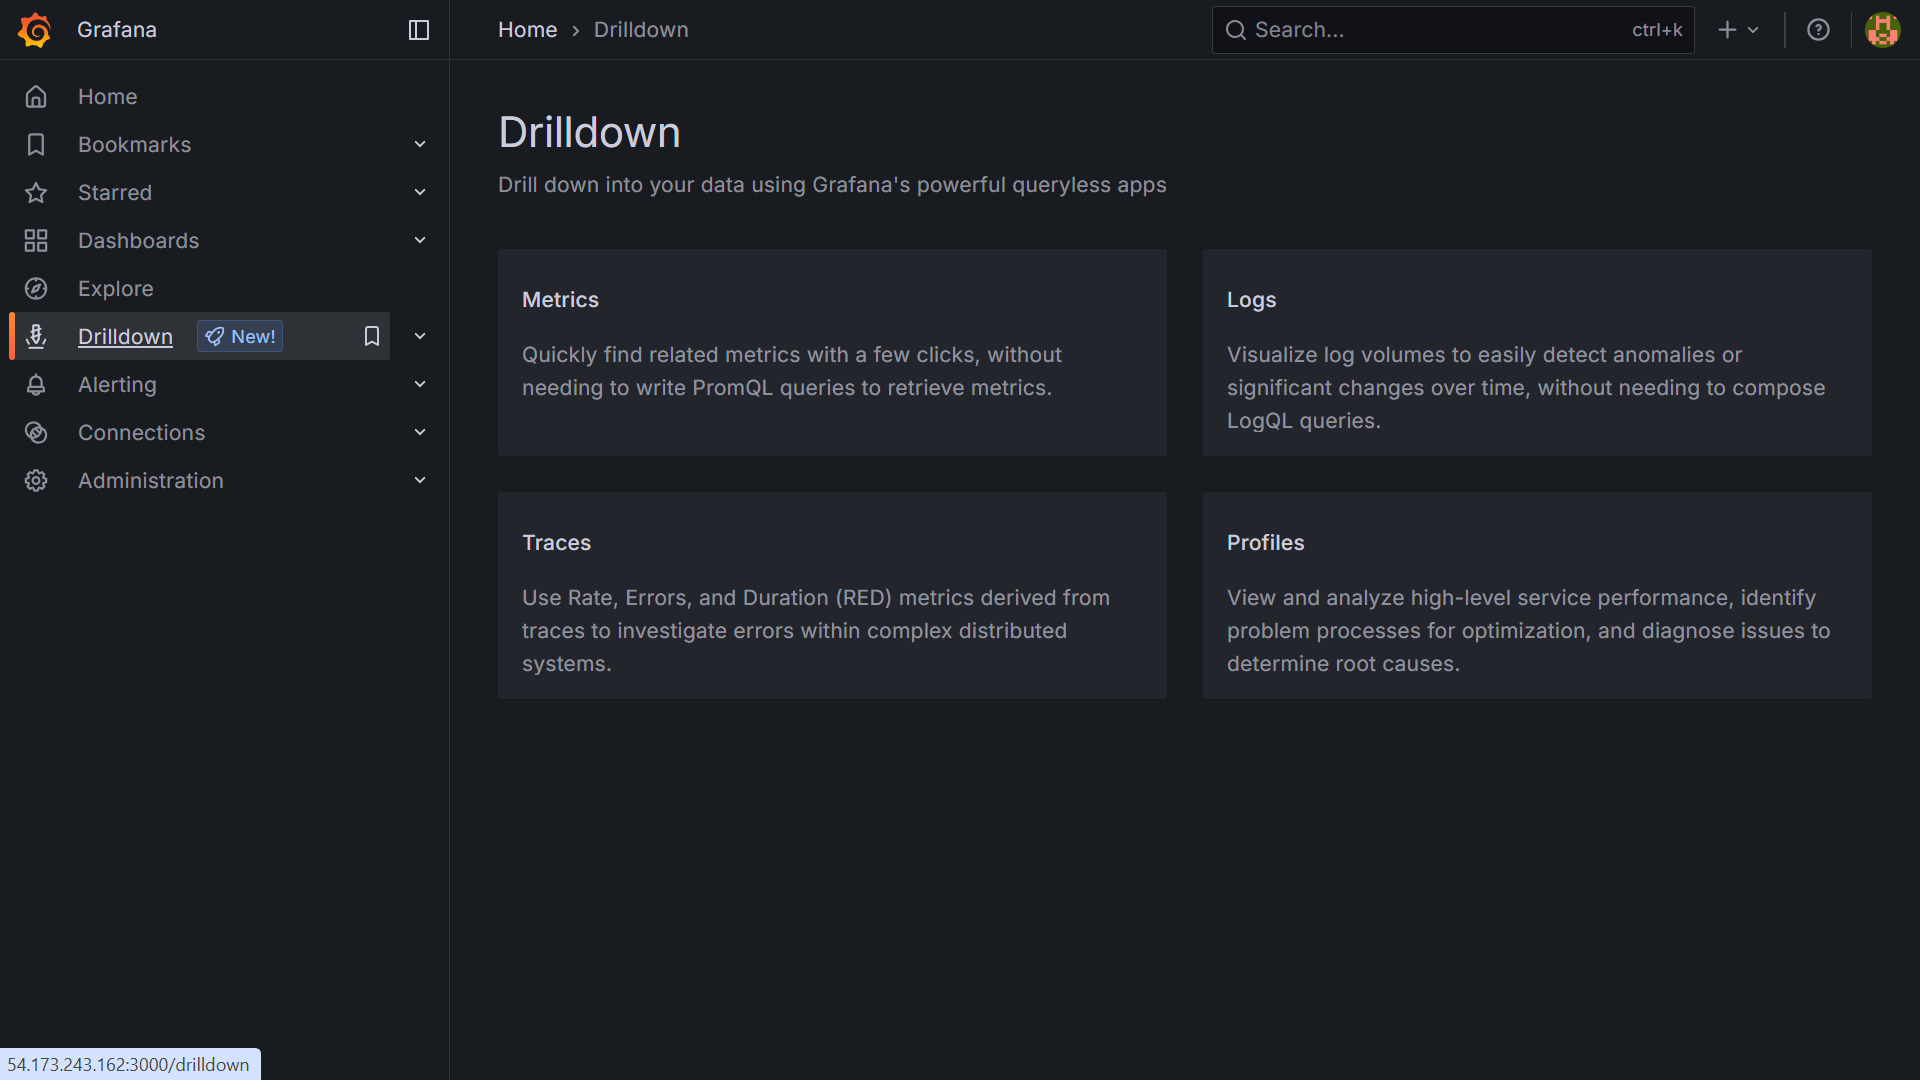 Grafana
Home
Drilldown
Search...
ctrl+k
Home
Bookmarks
Starred
Dashboards
Explore
Drilldown
New!
Alerting
Connections
Administration
Drilldown
Drill down into your data using Grafana's powerful queryless apps
Metrics
Quickly find related metrics with a few clicks, without
needing to write PromQL queries to retrieve metrics.
Logs
Visualize log volumes to easily detect anomalies or
significant changes over time, without needing to compose
LogQL queries.
Traces
Use Rate, Errors, and Duration (RED) metrics derived from
traces to investigate errors within complex distributed
systems.
Profiles
View and analyze high-level service performance, identify
problem processes for optimization, and diagnose issues to
determine root causes.
54.173.243.162:3000/drilldown